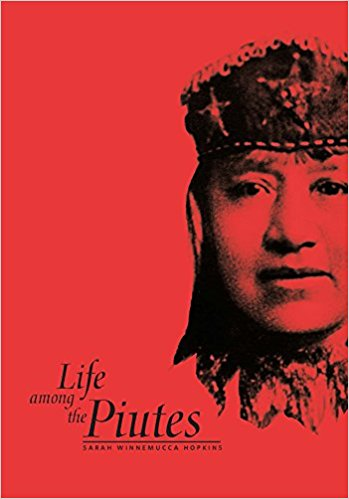 Life
among the Piutes
SARAH WINNEMUCCA HOPKINS